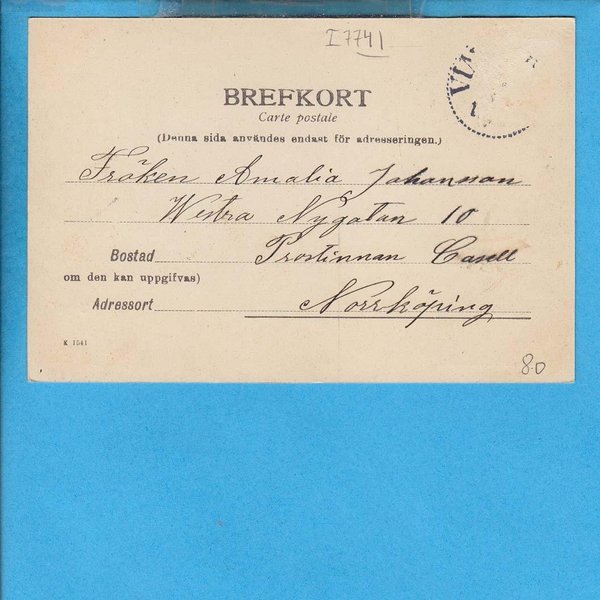 I7741
BREFKORT
Carte postale
(Denna sida användes endast för adresseringen.)
Fröken Amalia Johansson
Westra Nygatan 10
Bostad Prostinnan Casell
om den kan uppgifvas)
Adressort Norrköping
K 1541
80